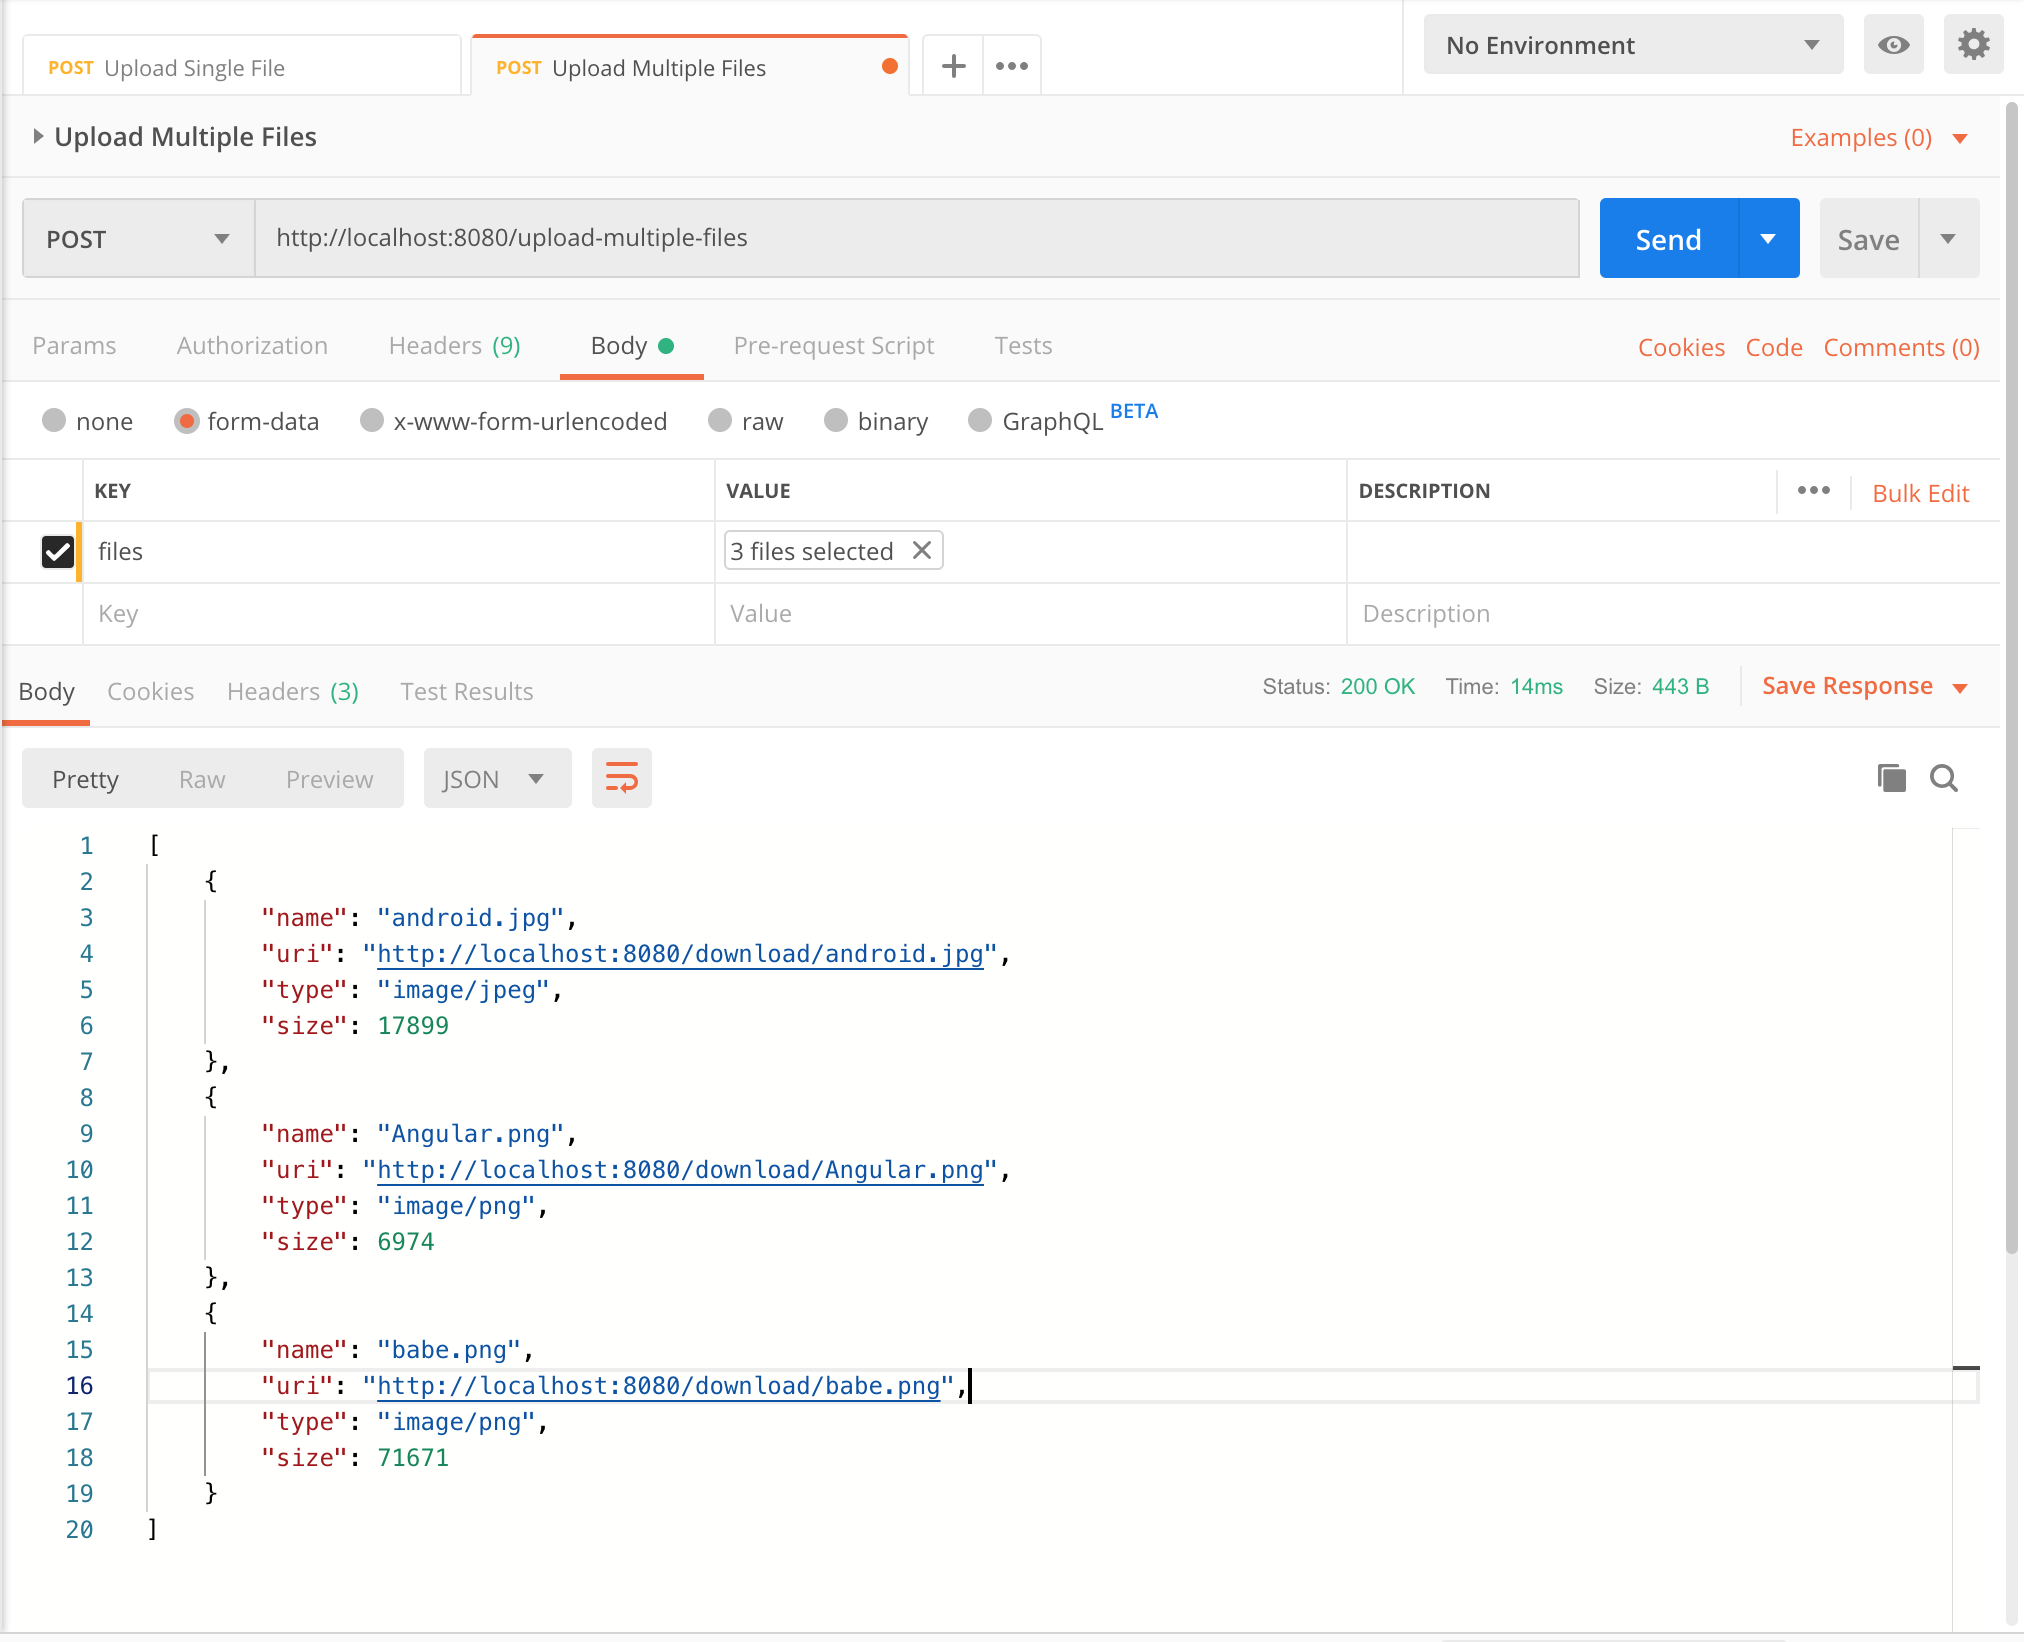 POST Upload Single File
POST Upload Multiple Files
No Environment
Upload Multiple Files
Examples (0)
POST
http://localhost:8080/upload-multiple-files
Send
Save
Params Authorization Headers (9) Body Pre-request Script Tests
Cookies Code Comments (0)
none form-data x-www-form-urlencoded raw binary GraphQL BETA
KEY VALUE DESCRIPTION Bulk Edit
files 3 files selected
Key Value Description
Body Cookies Headers (3) Test Results
Status: 200 OK Time: 14ms Size: 443 B Save Response
Pretty Raw Preview JSON
1 [
2 {
3 "name": "android.jpg",
4 "uri": "http://localhost:8080/download/android.jpg",
5 "type": "image/jpeg",
6 "size": 17899
7 },
8 {
9 "name": "Angular.png",
10 "uri": "http://localhost:8080/download/Angular.png",
11 "type": "image/png",
12 "size": 6974
13 },
14 {
15 "name": "babe.png",
16 "uri": "http://localhost:8080/download/babe.png",
17 "type": "image/png",
18 "size": 71671
19 }
20 ]